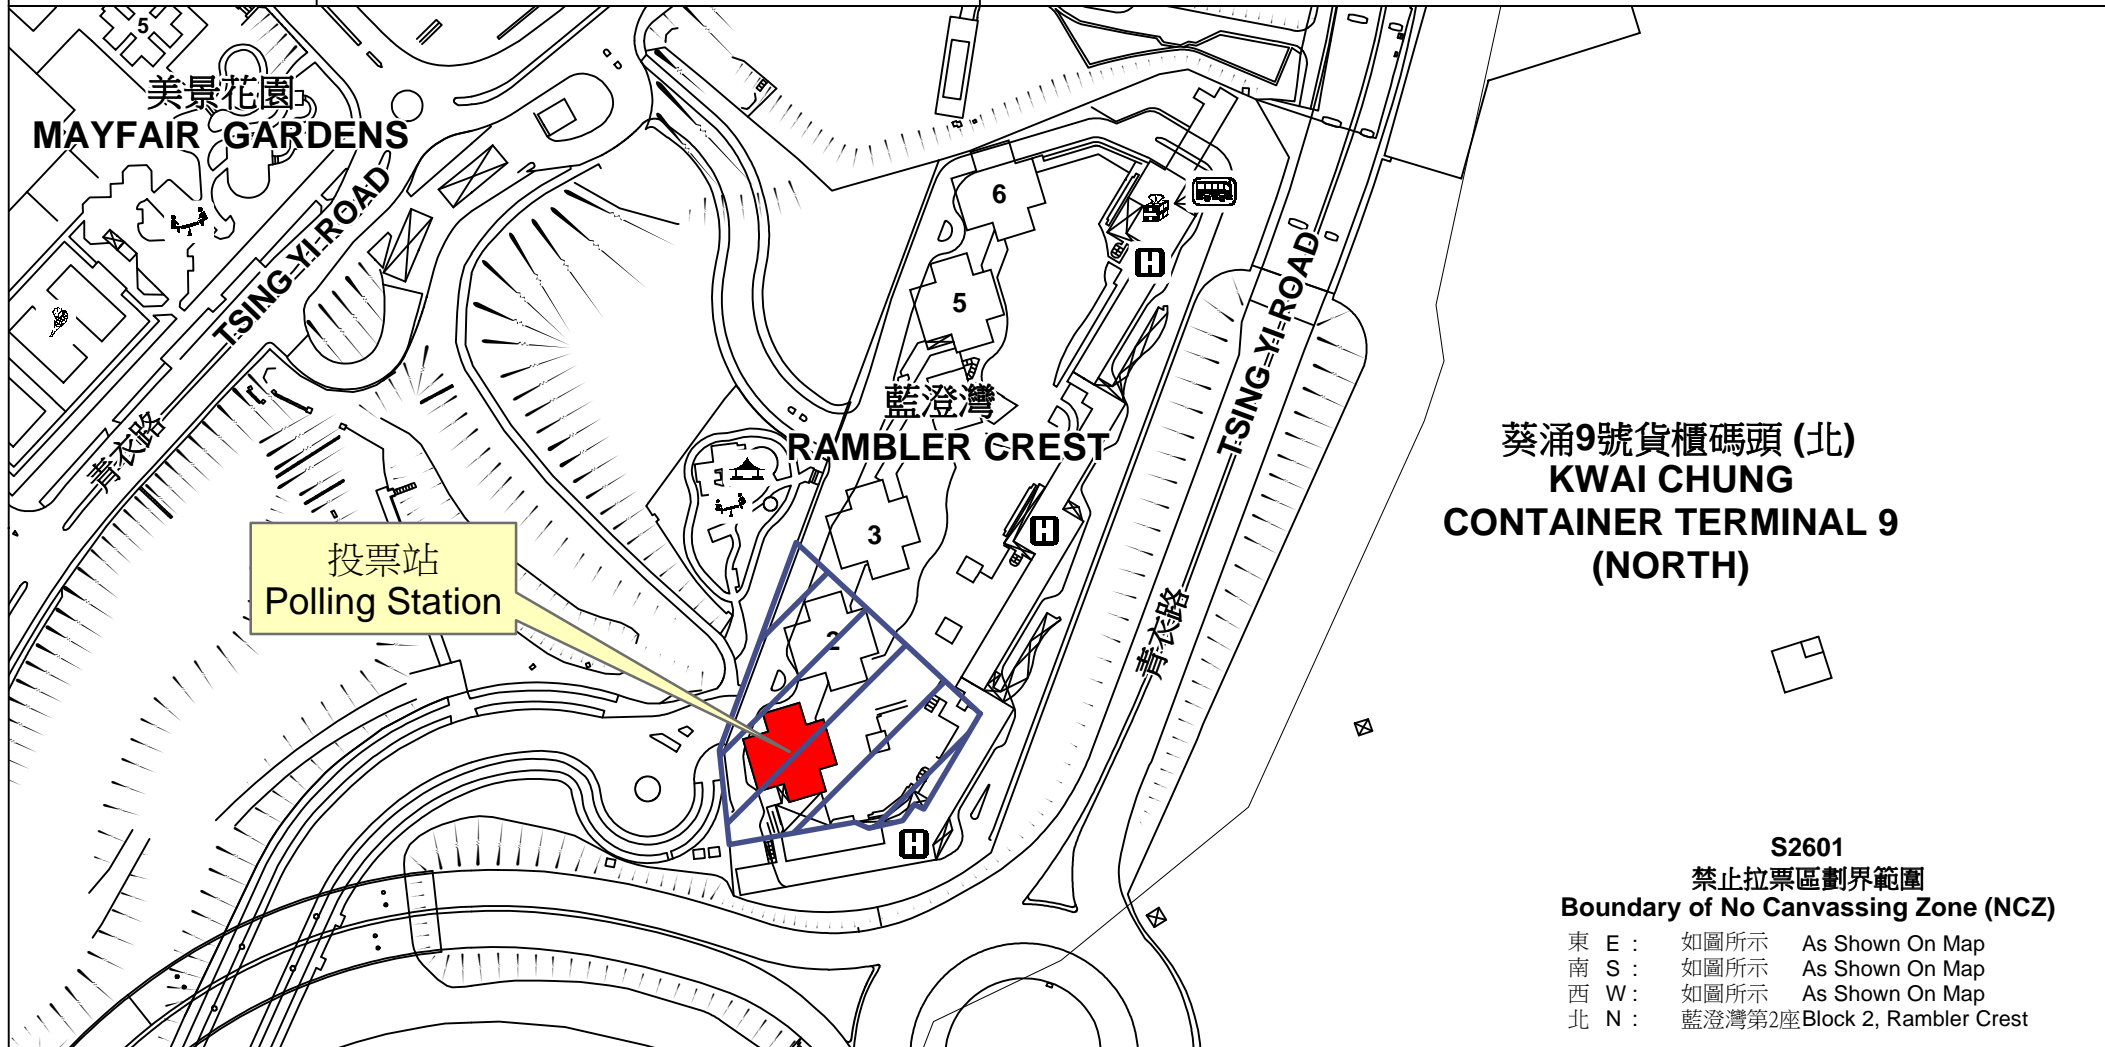 5
美景花園
MAYFAIR GARDENS
TSING YI ROAD
青衣路
6
5
藍澄灣
RAMBLER CREST
3
2
H
H
H
TSING YI ROAD
青衣路
投票站
Polling Station
葵涌9號貨櫃碼頭 (北)
KWAI CHUNG
CONTAINER TERMINAL 9
(NORTH)
S2601
禁止拉票區劃界範圍
Boundary of No Canvassing Zone (NCZ)
東 E : 如圖所示 As Shown On Map
南 S : 如圖所示 As Shown On Map
西 W : 如圖所示 As Shown On Map
北 N : 藍澄灣第2座 Block 2, Rambler Crest